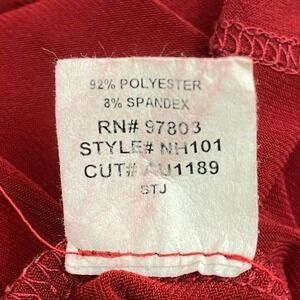 92% POLYESTER
8% SPANDEX
RN# 97803
STYLE# NH101
CUT# AU1189
STJ